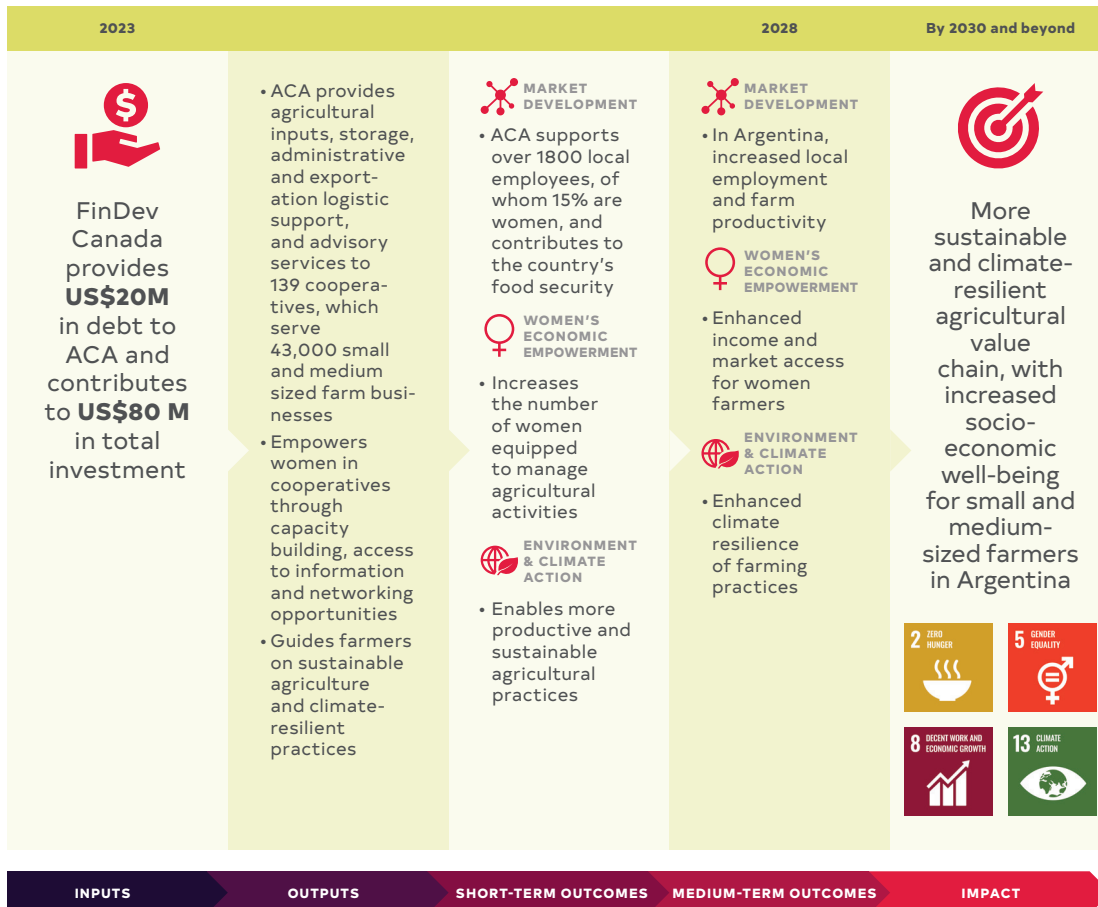 2023
2028
By 2030 and beyond
$
FinDev
Canada
provides
US$20M
in debt to
ACA and
contributes
to US$80 M
in total
investment
• ACA provides
agricultural
inputs, storage,
administrative
and export-
ation logistic
support,
and advisory
services to
139 coopera-
tives, which
serve
43,000 small
and medium
sized farm busi-
nesses
• Empowers
women in
cooperatives
through
capacity
building, access
to information
and networking
opportunities
• Guides farmers
on sustainable
agriculture
and climate-
resilient
practices
MARKET
DEVELOPMENT
• ACA supports
over 1800 local
employees, of
whom 15% are
women, and
contributes to
the country's
food security
WOMEN'S
ECONOMIC
EMPOWERMENT
• Increases
the number
of women
equipped
to manage
agricultural
activities
ENVIRONMENT
& CLIMATE
ACTION
• Enables more
productive and
sustainable
agricultural
practices
MARKET
DEVELOPMENT
• In Argentina,
increased local
employment
and farm
productivity
WOMEN'S
ECONOMIC
EMPOWERMENT
• Enhanced
income and
market access
for women
farmers
ENVIRONMENT
& CLIMATE
ACTION
• Enhanced
climate
resilience
of farming
practices
More
sustainable
and climate-
resilient
agricultural
value
chain, with
increased
socio-
economic
well-being
for small and
medium-
sized farmers
in Argentina
2 ZERO
HUNGER
5 GENDER
EQUALITY
8 DECENT WORK AND
ECONOMIC GROWTH
13 CLIMATE
ACTION
INPUTS
OUTPUTS
SHORT-TERM OUTCOMES
MEDIUM-TERM OUTCOMES
IMPACT